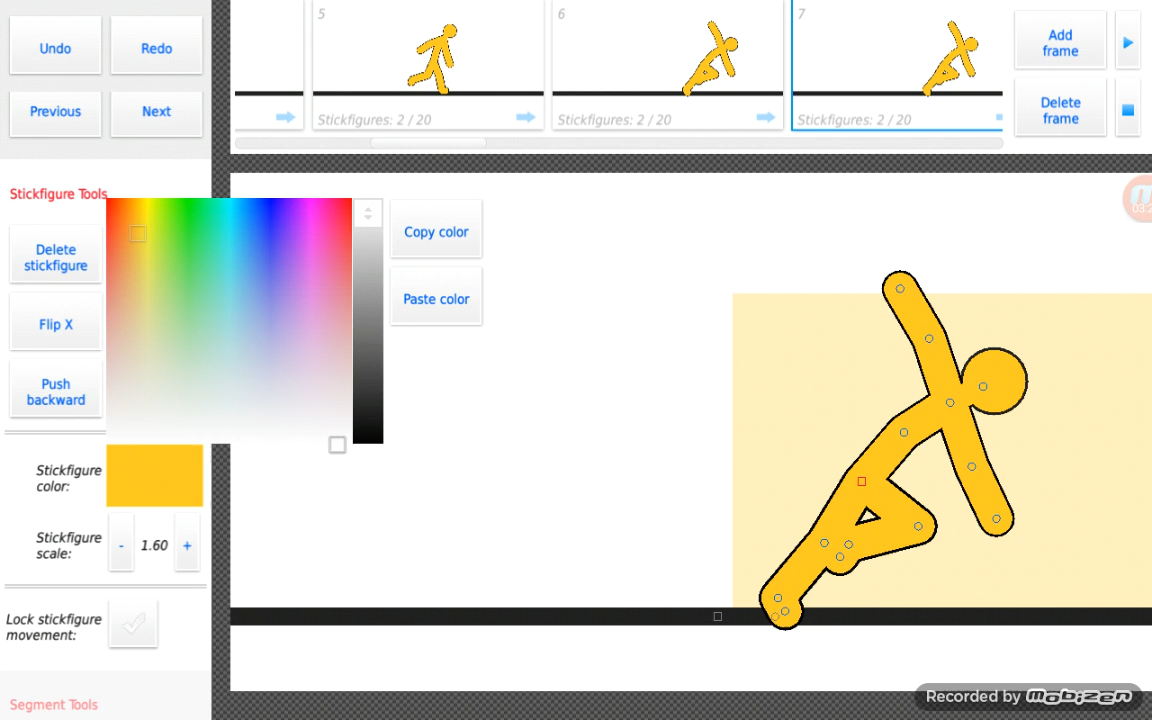 Undo
Redo
Previous
Next
5
Stickfigures: 2 / 20
6
Stickfigures: 2 / 20
7
Stickfigures: 2 / 20
Add
frame
Delete
frame
Stickfigure Tools
Delete
stickfigure
Flip X
Push
backward
Copy color
Paste color
Stickfigure
color:
Stickfigure
scale:
-
1.60
+
Lock stickfigure
movement:
Segment Tools
Recorded by Mobizen